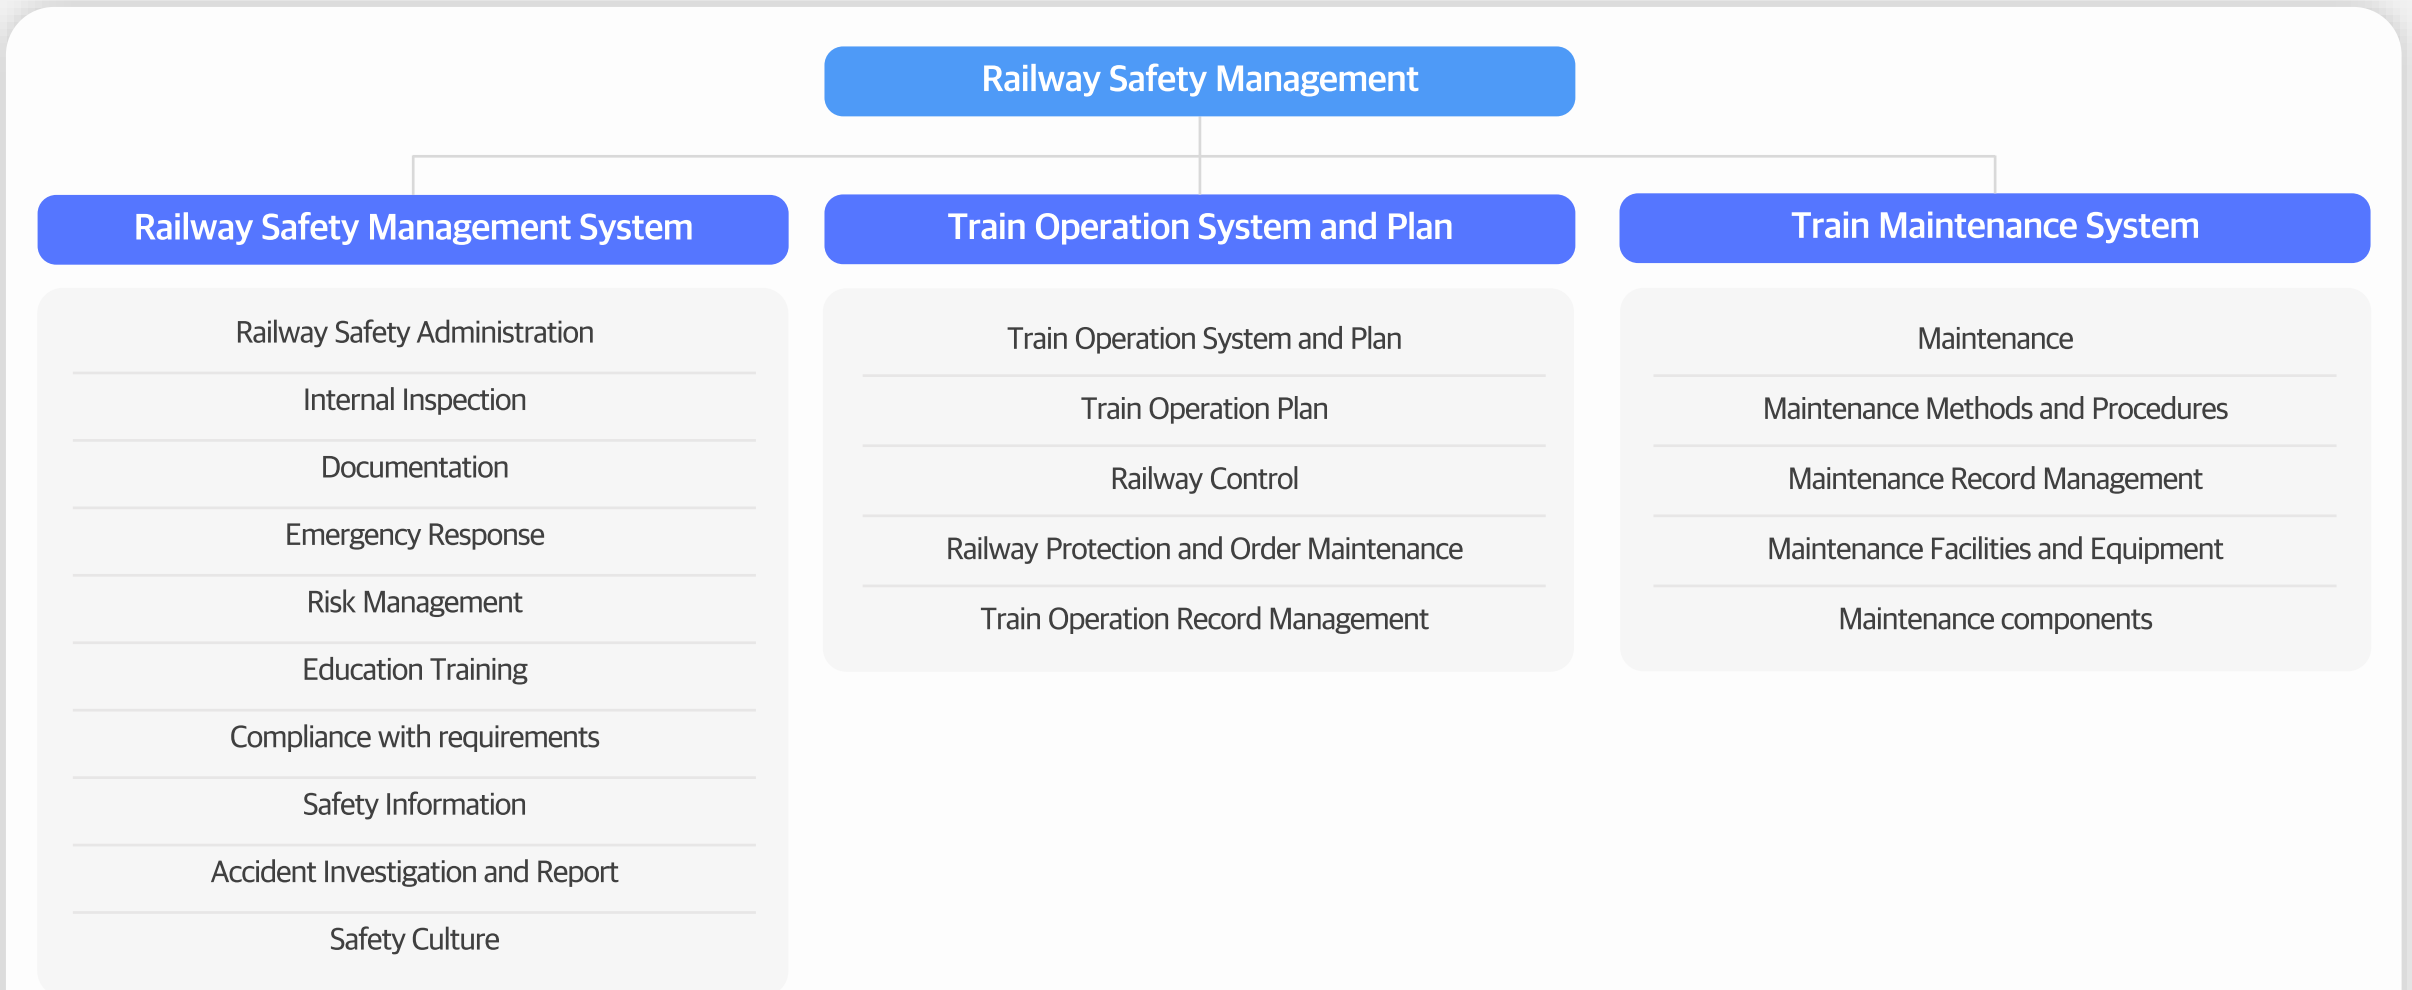 Railway Safety Management
Railway Safety Management System
Railway Safety Administration
Internal Inspection
Documentation
Emergency Response
Risk Management
Education Training
Compliance with requirements
Safety Information
Accident Investigation and Report
Safety Culture
Train Operation System and Plan
Train Operation System and Plan
Train Operation Plan
Railway Control
Railway Protection and Order Maintenance
Train Operation Record Management
Train Maintenance System
Maintenance
Maintenance Methods and Procedures
Maintenance Record Management
Maintenance Facilities and Equipment
Maintenance components